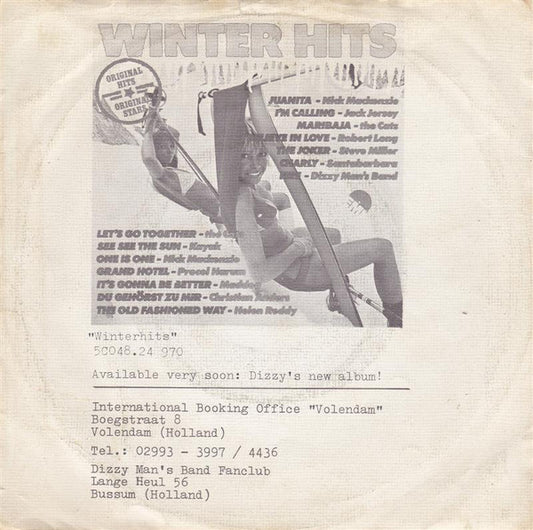 WINTER HITS
ORIGINAL
HITS
ORIGINAL
STARS
JUANITA - Nick Mackenzie
I'M CALLING - Jack Jersey
MARIBAJA - the Cats
IN LOVE - Robert Long
THE JOKER - Steve Miller
CHARLY - Santabarbara
- Dizzy Man's Band
LET'S GO TOGETHER - the Cats
SEE SEE THE SUN - Kayak
ONE IS ONE - Nick Mackenzie
GRAND HOTEL - Procol Harum
IT'S GONNA BE BETTER - Maddog
DU GEHÖRST ZU MIR - Christian Anders
THE OLD FASHIONED WAY - Helen Reddy
"Winterhits"
5C048.24 970
Available very soon: Dizzy's new album!
International Booking Office "Volendam"
Boegstraat 8
Volendam (Holland)
Tel.: 02993 - 3997 / 4436
Dizzy Man's Band Fanclub
Lange Heul 56
Bussum (Holland)